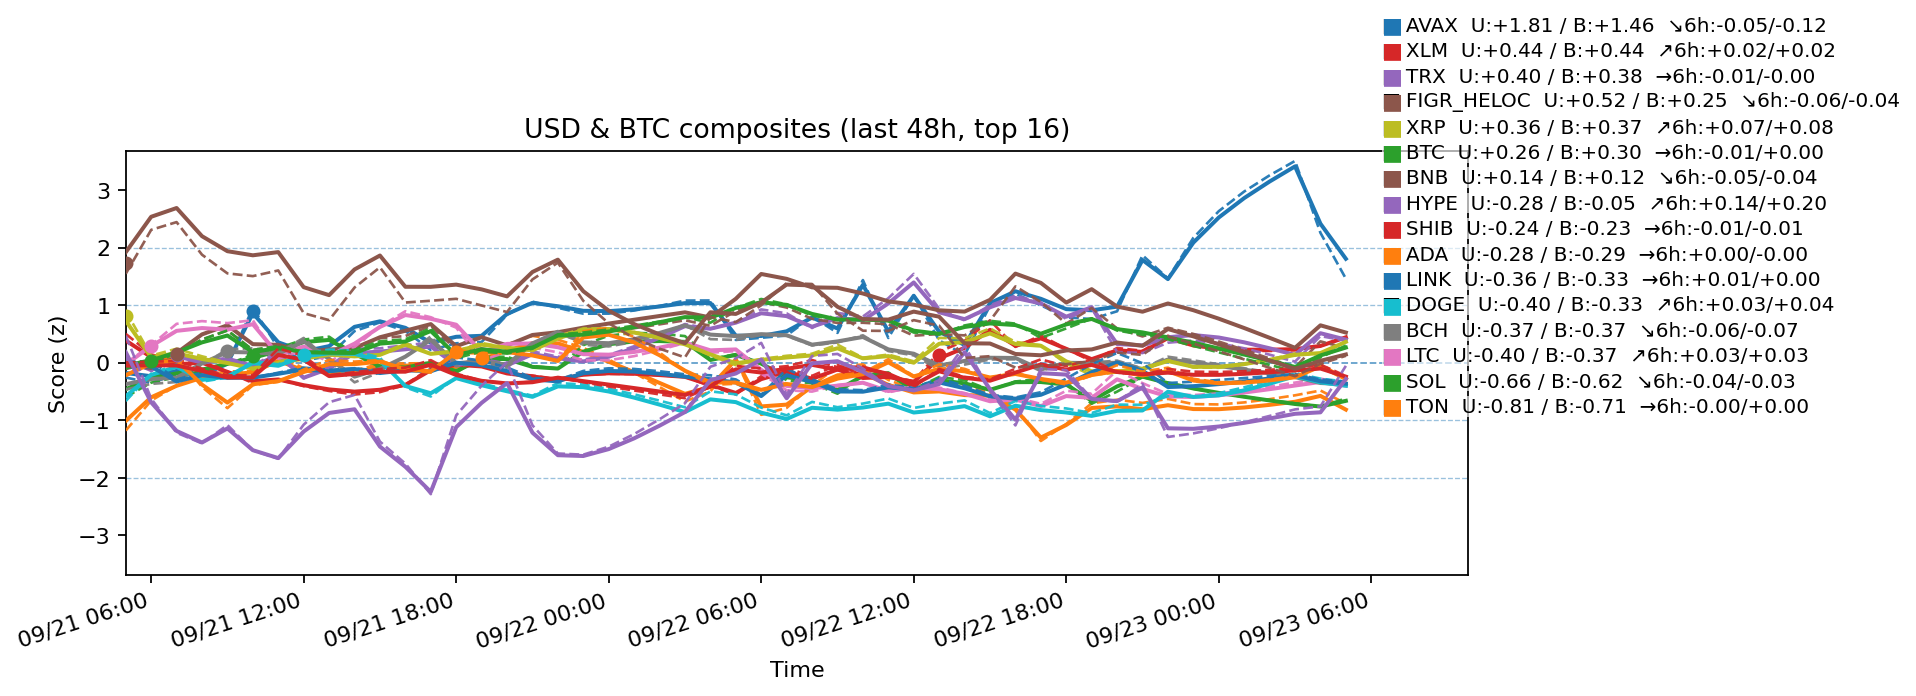 AVAX  U:+1.81 / B:+1.46  ↘6h:-0.05/-0.12
XLM  U:+0.44 / B:+0.44  ↗6h:+0.02/+0.02
TRX  U:+0.40 / B:+0.38  →6h:-0.01/-0.00
FIGR_HELOC  U:+0.52 / B:+0.25  ↘6h:-0.06/-0.04
XRP  U:+0.36 / B:+0.37  ↗6h:+0.07/+0.08
BTC  U:+0.26 / B:+0.30  →6h:-0.01/+0.00
BNB  U:+0.14 / B:+0.12  ↘6h:-0.05/-0.04
HYPE  U:-0.28 / B:-0.05  ↗6h:+0.14/+0.20
SHIB  U:-0.24 / B:-0.23  →6h:-0.01/-0.01
ADA  U:-0.28 / B:-0.29  →6h:+0.00/-0.00
LINK  U:-0.36 / B:-0.33  →6h:+0.01/+0.00
DOGE  U:-0.40 / B:-0.33  ↗6h:+0.03/+0.04
BCH  U:-0.37 / B:-0.37  ↘6h:-0.06/-0.07
LTC  U:-0.40 / B:-0.37  ↗6h:+0.03/+0.03
SOL  U:-0.66 / B:-0.62  ↘6h:-0.04/-0.03
TON  U:-0.81 / B:-0.71  →6h:-0.00/+0.00
USD & BTC composites (last 48h, top 16)
Score (z)
3
2
1
0
−1
−2
−3
09/21 06:00
09/21 12:00
09/21 18:00
09/22 00:00
09/22 06:00
09/22 12:00
09/22 18:00
09/23 00:00
09/23 06:00
Time